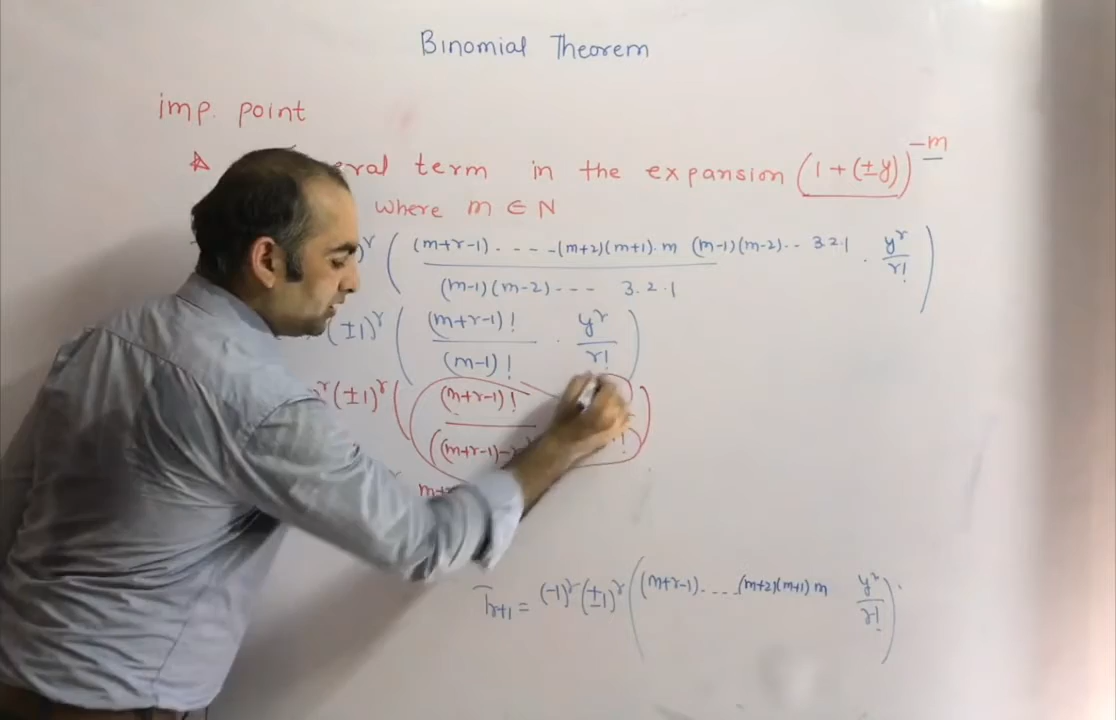 Binomial Theorem
imp. point
☆ term in the expansion (1+(±y))^-m
where m ∈ N
( (m+r-1) . - - - -(m+2)(m+1).m (m-1)(m-2)- - 3.2.1 / (m-1)(m-2)- - - - 3.2.1 . y^r / r! )
(±1)^r ( (m+r-1)! / (m-1)! . y^r / r! )
(±1)^r ( (m+r-1)! / ((m+r-1)-
T_r+1 = (-1)^r (±1)^r ( (m+r-1). - - -(m+2)(m+1) m y^r / r! )